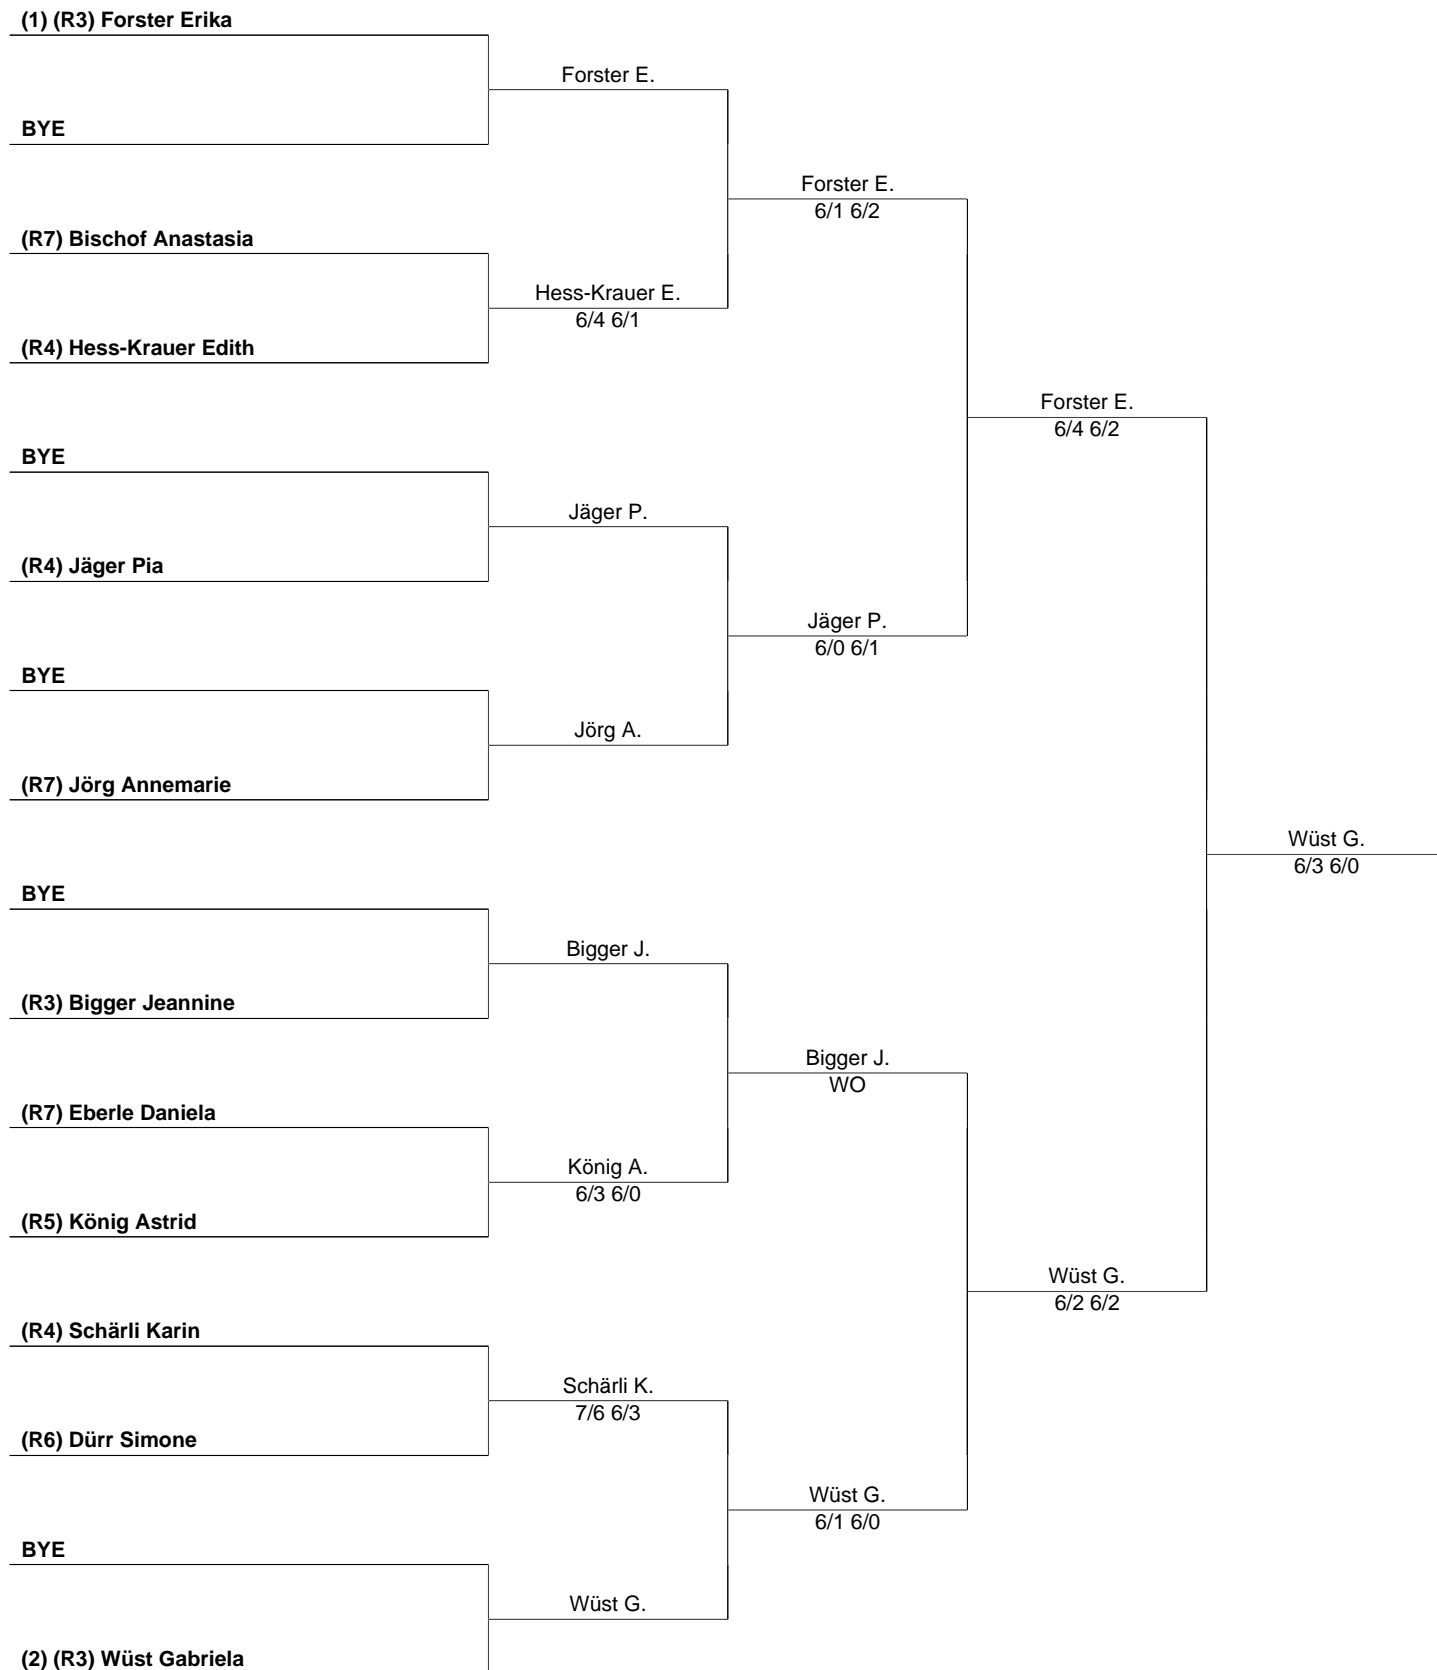 (1) (R3) Forster Erika
Forster E.
BYE
Forster E.
6/1 6/2
(R7) Bischof Anastasia
Hess-Krauer E.
6/4 6/1
(R4) Hess-Krauer Edith
Forster E.
6/4 6/2
BYE
Jäger P.
(R4) Jäger Pia
Jäger P.
6/0 6/1
BYE
Jörg A.
(R7) Jörg Annemarie
Wüst G.
6/3 6/0
BYE
Bigger J.
(R3) Bigger Jeannine
Bigger J.
WO
(R7) Eberle Daniela
König A.
6/3 6/0
(R5) König Astrid
Wüst G.
6/2 6/2
(R4) Schärli Karin
Schärli K.
7/6 6/3
(R6) Dürr Simone
Wüst G.
6/1 6/0
BYE
Wüst G.
(2) (R3) Wüst Gabriela